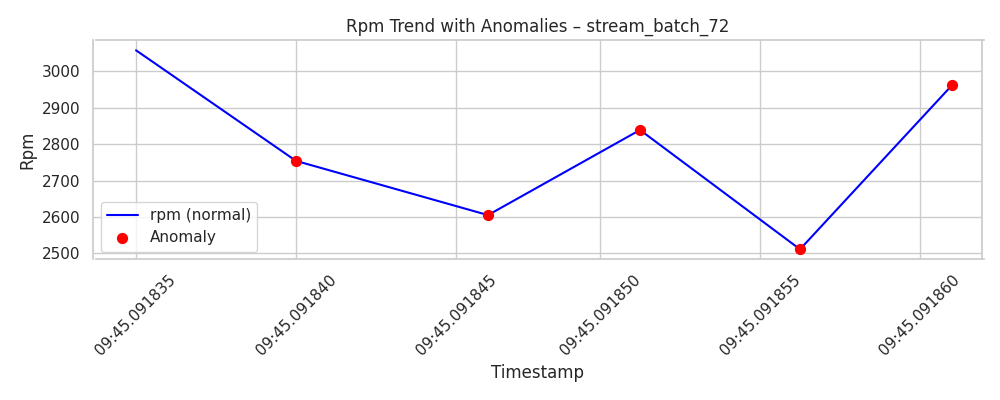 Rpm Trend with Anomalies – stream_batch_72
Rpm
3000
2900
2800
2700
2600
2500
rpm (normal)
Anomaly
09:45.091835
09:45.091840
09:45.091845
09:45.091850
09:45.091855
09:45.091860
Timestamp